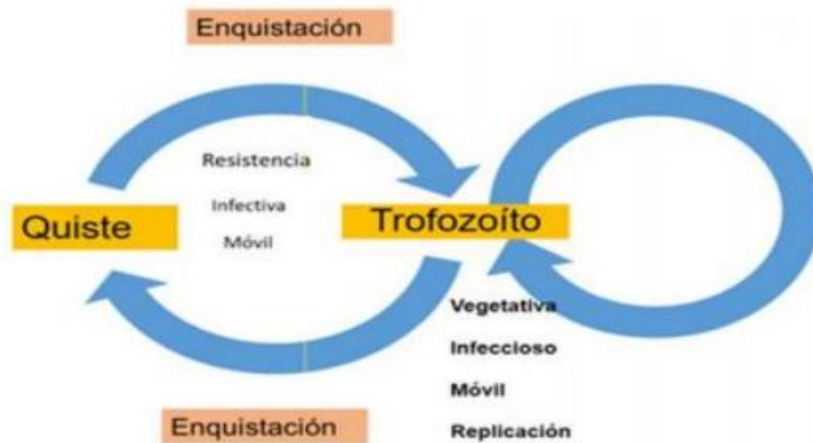 Enquistación
Resistencia
Infectiva
Móvil
Quiste
Trofozoíto
Vegetativa
Infeccioso
Móvil
Replicación
Enquistación